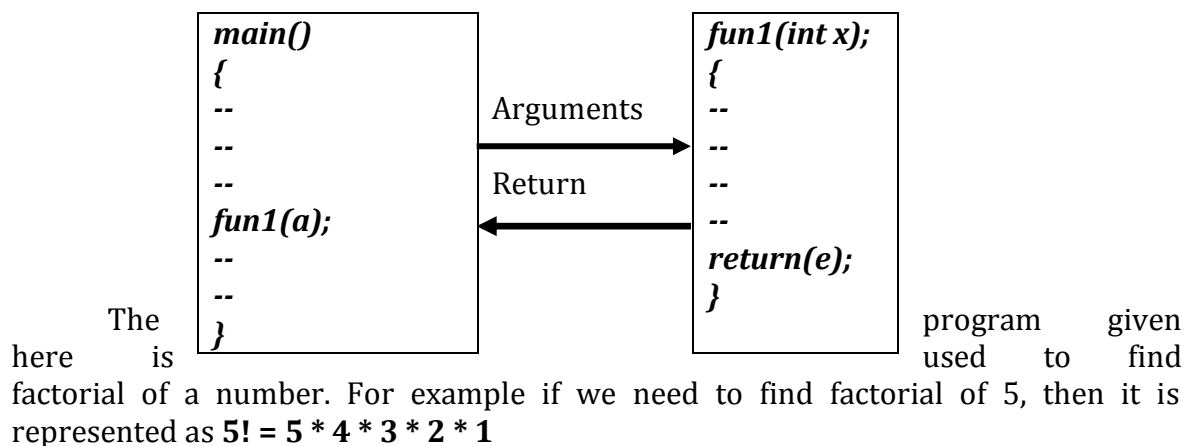 main()
{
--
--
--
fun1(a);
--
--
}
Arguments
Return
fun1(int x);
{
--
--
--
--
return(e);
}
The program given
here is used to find
factorial of a number. For example if we need to find factorial of 5, then it is
represented as 5! = 5 * 4 * 3 * 2 * 1